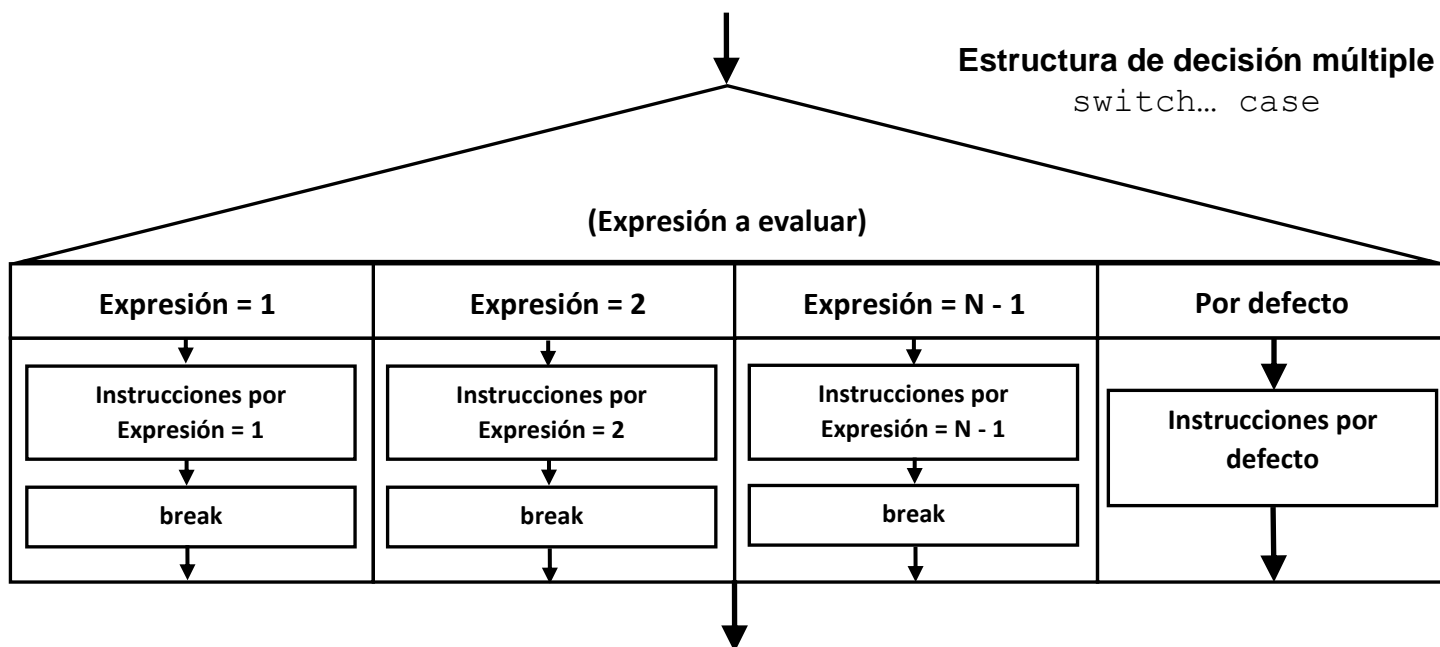 Estructura de decisión múltiple
switch… case
(Expresión a evaluar)
Expresión = 1
Expresión = 2
Expresión = N - 1
Por defecto
Instrucciones por
Expresión = 1
Instrucciones por
Expresión = 2
Instrucciones por
Expresión = N - 1
Instrucciones por
defecto
break
break
break